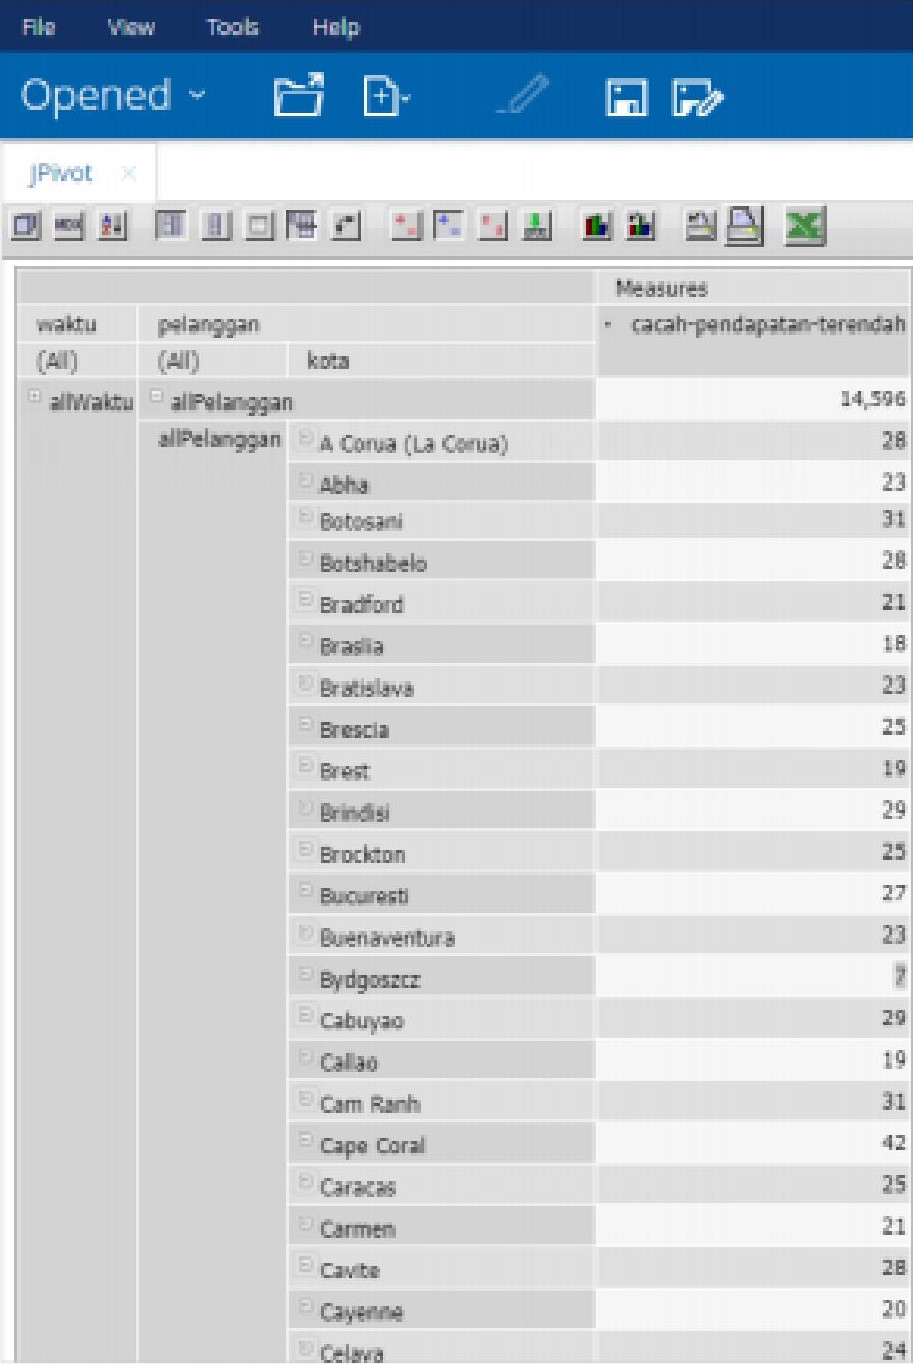 File View Tools Help
Opened
JPivot
Measures
waktu pelanggan cacah-pendapatan-terendah
(All) (All) kota
allWaktu allPelanggan 14,596
allPelanggan A Corua (La Corua) 28
Abha 23
Botosani 31
Botshabelo 28
Bradford 21
Braslia 18
Bratislava 23
Brescia 25
Brest 19
Brindisi 29
Brockton 25
Bucuresti 27
Buenaventura 23
Bydgoszcz
Cabuyao 29
Callao 19
Cam Ranh 31
Cape Coral 42
Caracas 25
Carmen 21
Cavite 28
Cayenne 20
Celaya 24